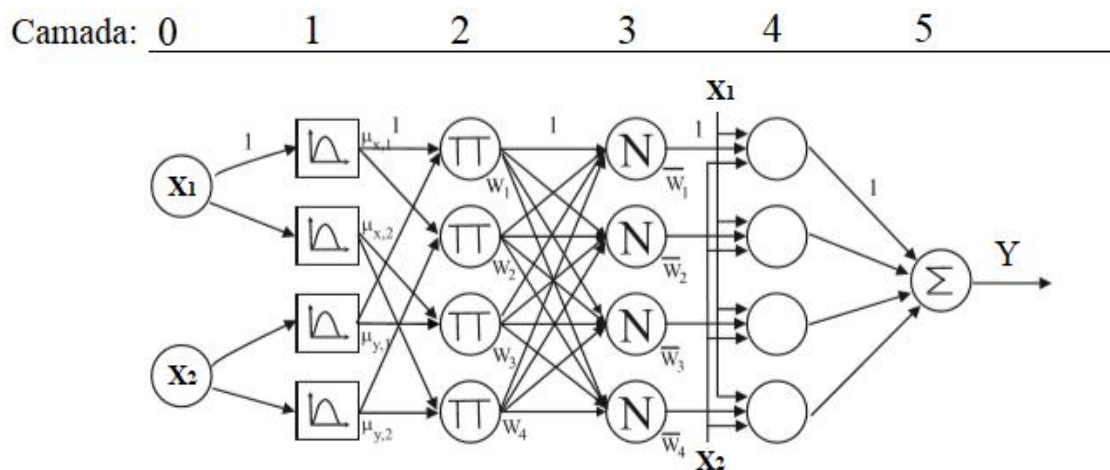 Camada: 0 1 2 3 4 5
X1
1 μx,1 1 Π 1 N 1
W1 W̅1
X1
μx,2 Π N 1
W2 W̅2 Σ Y
μy,1 Π N
X2 W3 W̅3
μy,2 Π N
W4 W̅4
X2